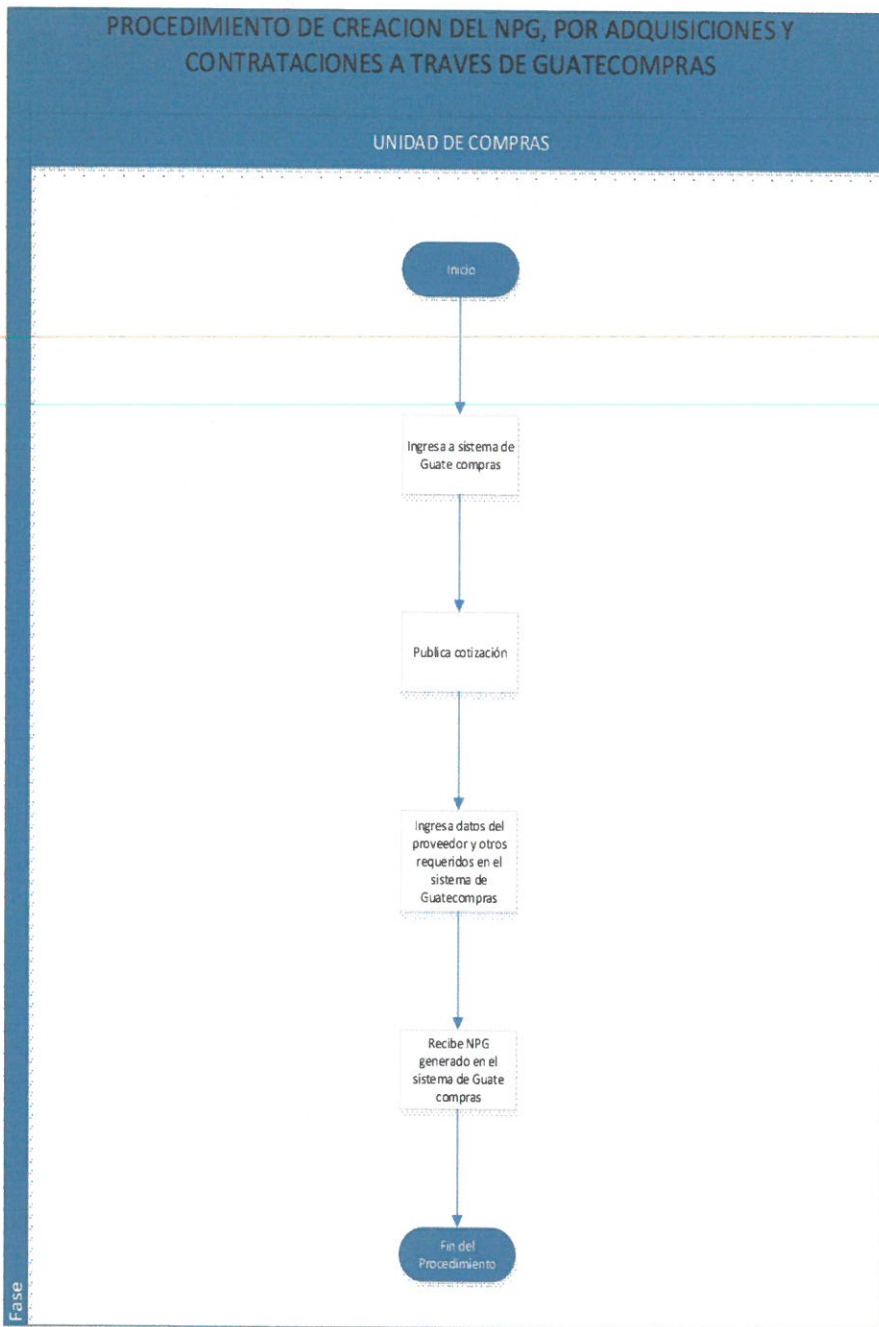 PROCEDIMIENTO DE CREACION DEL NPG, POR ADQUISICIONES Y
CONTRATACIONES A TRAVES DE GUATECOMPRAS
UNIDAD DE COMPRAS
Inicio
Ingresa a sistema de
Guate compras
Publica cotización
Ingresa datos del
proveedor y otros
requeridos en el
sistema de
Guatecompras
Recibe NPG
generado en el
sistema de Guate
compras
Fin del
Procedimiento
Fase